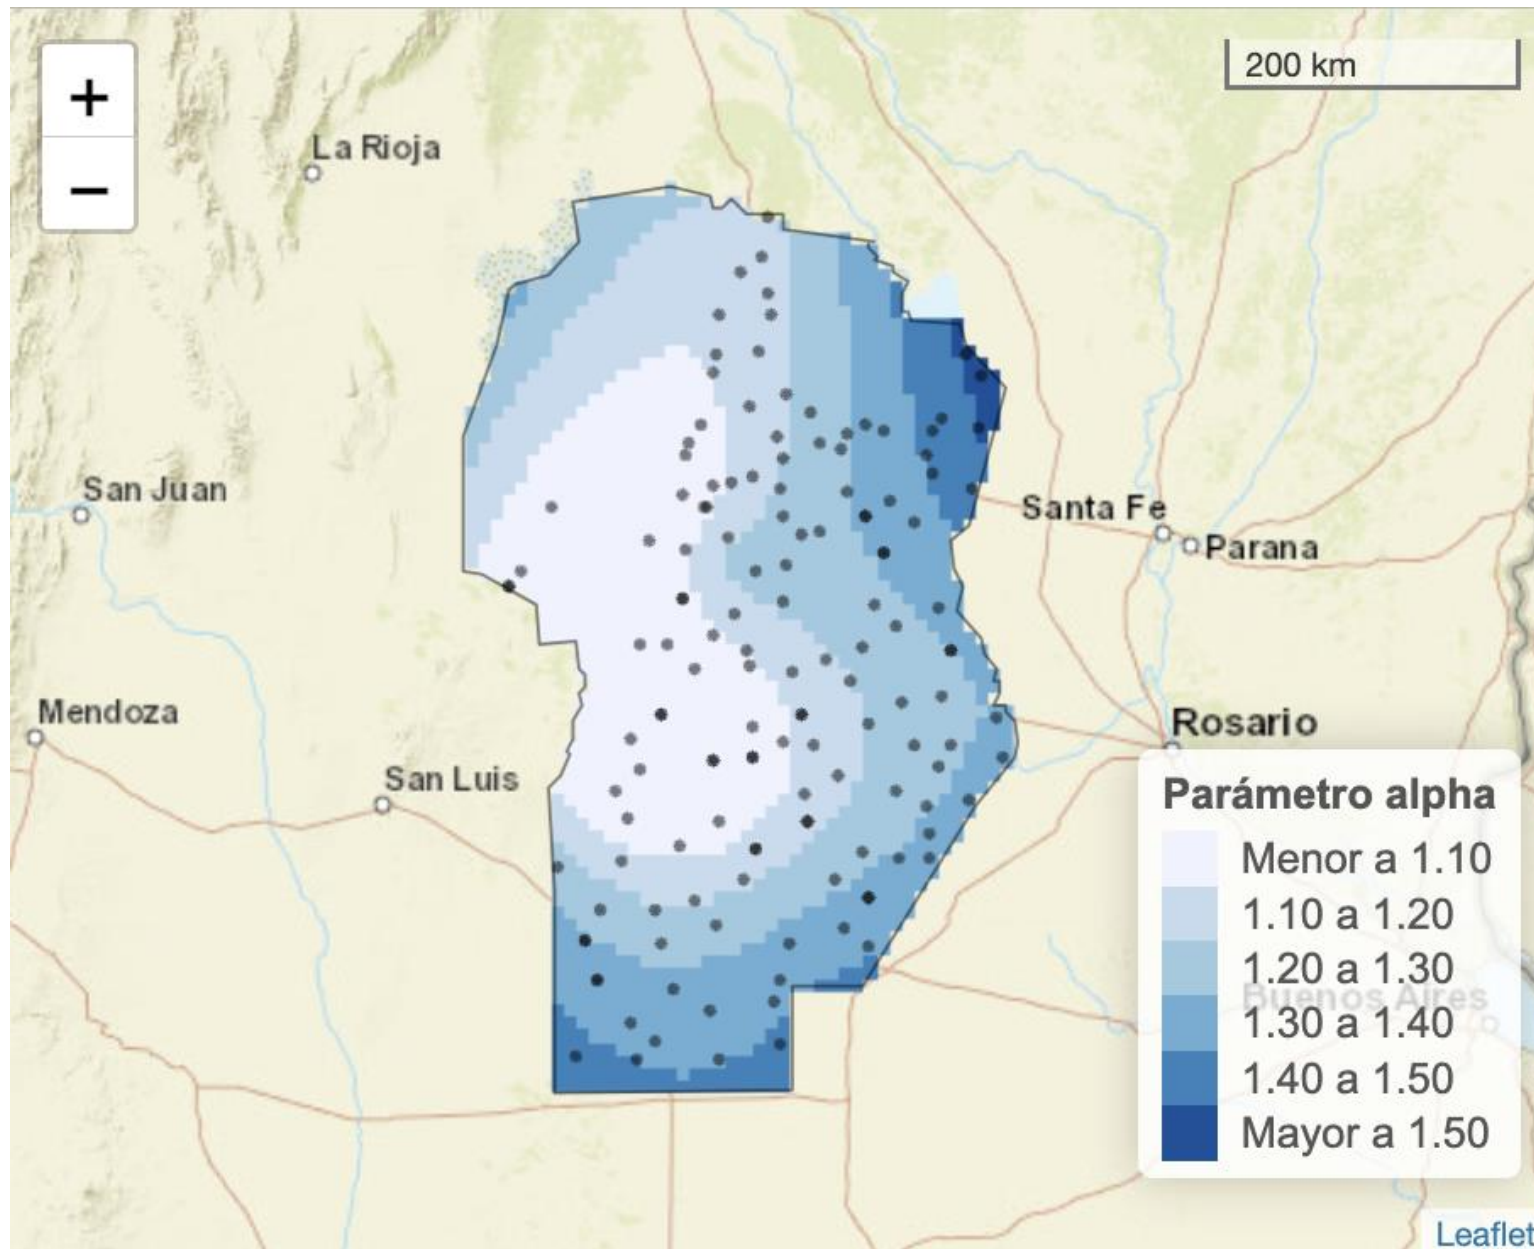 +
200 km
−
La Rioja
San Juan
Santa Fe
Parana
Mendoza
Rosario
San Luis
Parámetro alpha
Menor a 1.10
1.10 a 1.20
1.20 a 1.30
Buenos Aires
1.30 a 1.40
1.40 a 1.50
Mayor a 1.50
Leaflet